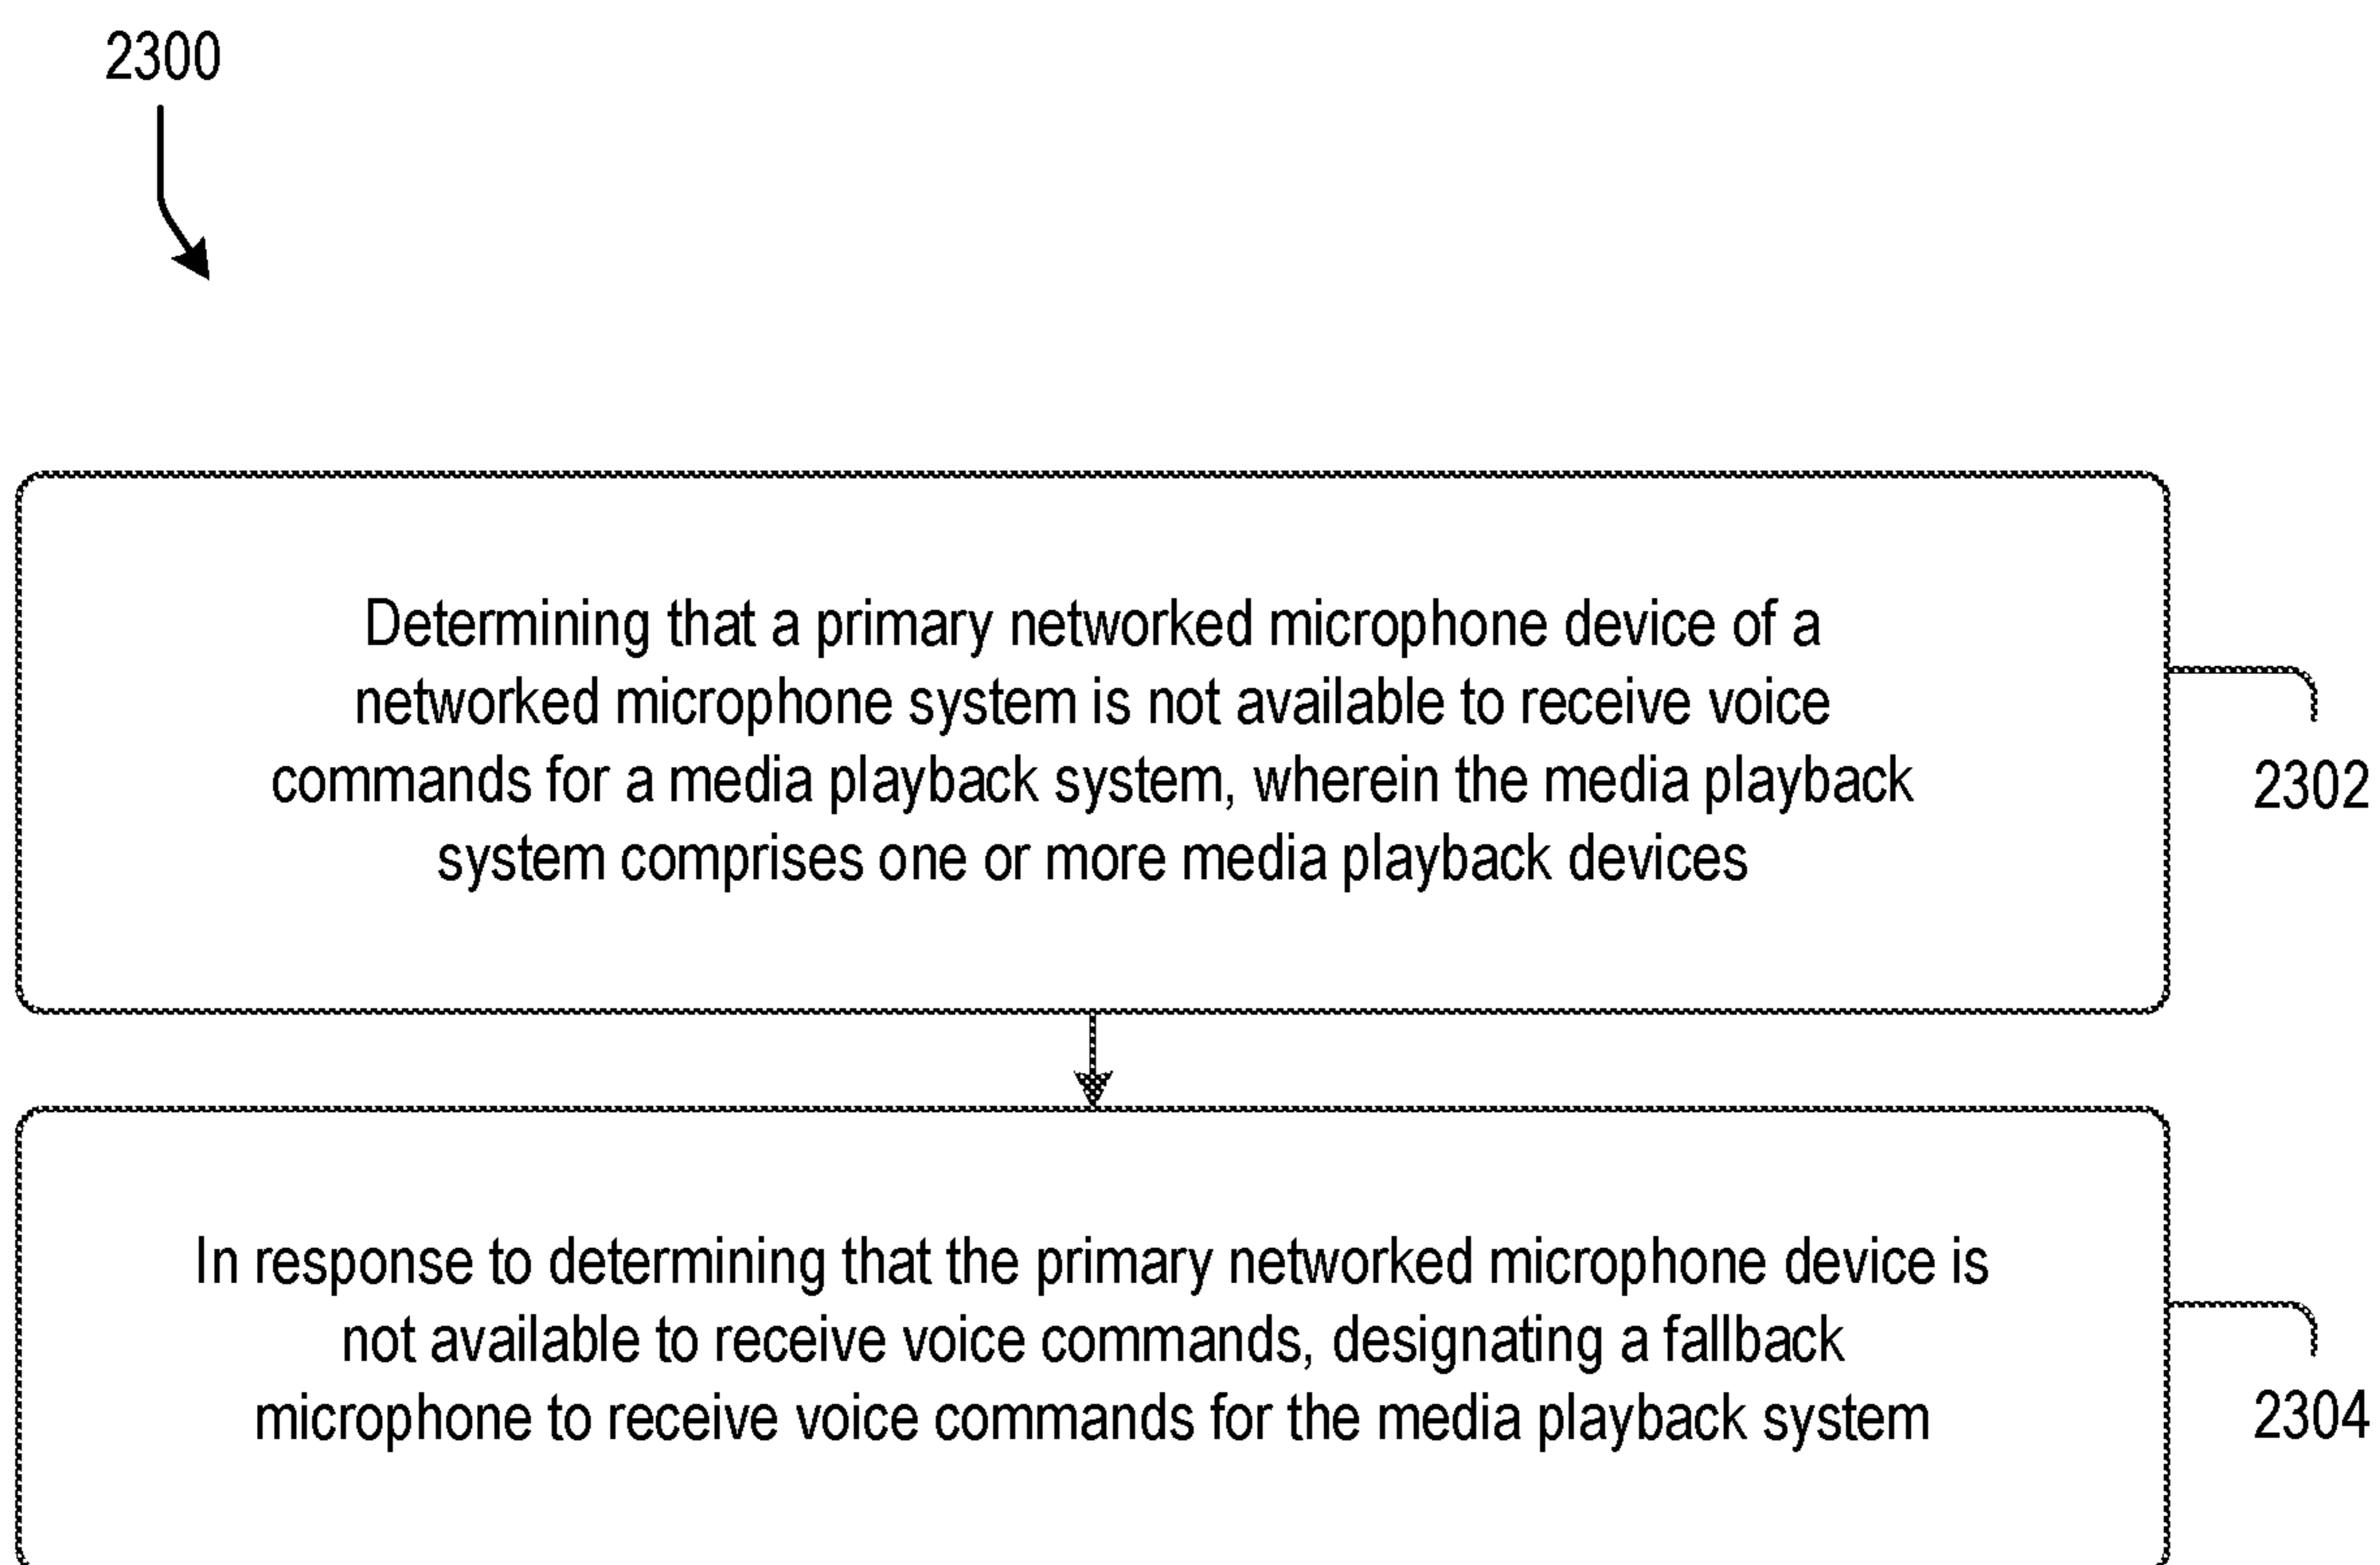 2300
Determining that a primary networked microphone device of a
networked microphone system is not available to receive voice
commands for a media playback system, wherein the media playback
system comprises one or more media playback devices
2302
In response to determining that the primary networked microphone device is
not available to receive voice commands, designating a fallback
microphone to receive voice commands for the media playback system
2304